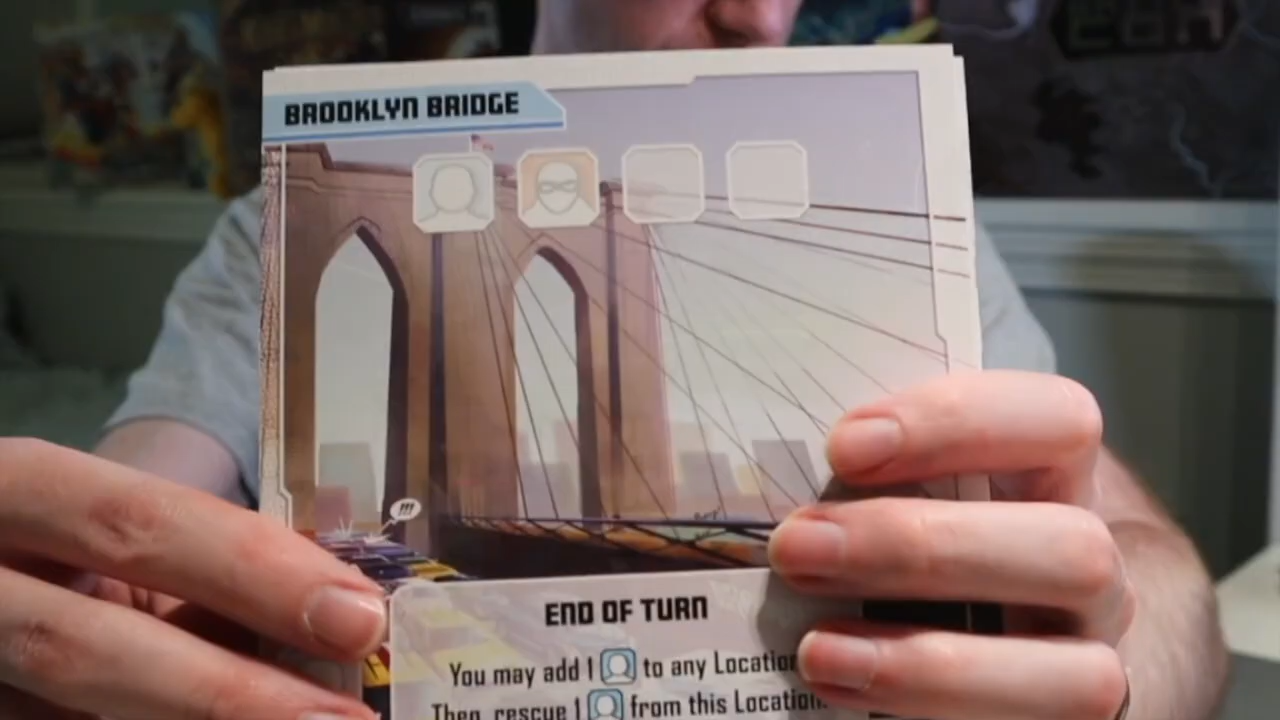 BROOKLYN BRIDGE
!!!
END OF TURN
You may add 1 to any Location
Then, rescue 1 from this Location.